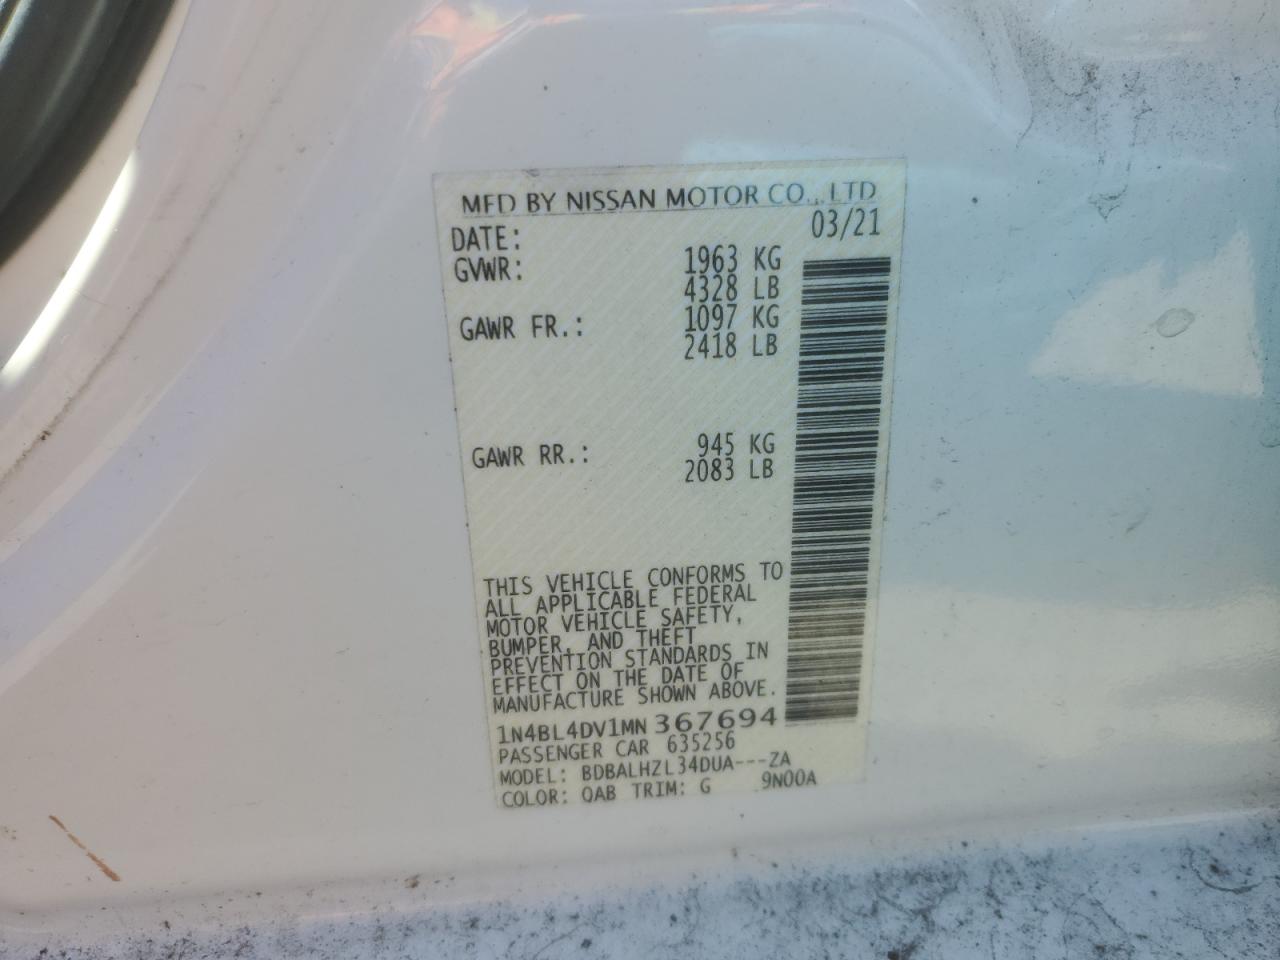 MFD BY NISSAN MOTOR CO., LTD
DATE: 03/21
GVWR: 1963 KG
4328 LB
GAWR FR.: 1097 KG
2418 LB
GAWR RR.: 945 KG
2083 LB
THIS VEHICLE CONFORMS TO
ALL APPLICABLE FEDERAL
MOTOR VEHICLE SAFETY,
BUMPER, AND THEFT
PREVENTION STANDARDS IN
EFFECT ON THE DATE OF
MANUFACTURE SHOWN ABOVE.
1N4BL4DV1MN367694
PASSENGER CAR 635256
MODEL: BDBALHZL34DUA---ZA
COLOR: QAB TRIM: G 9N00A